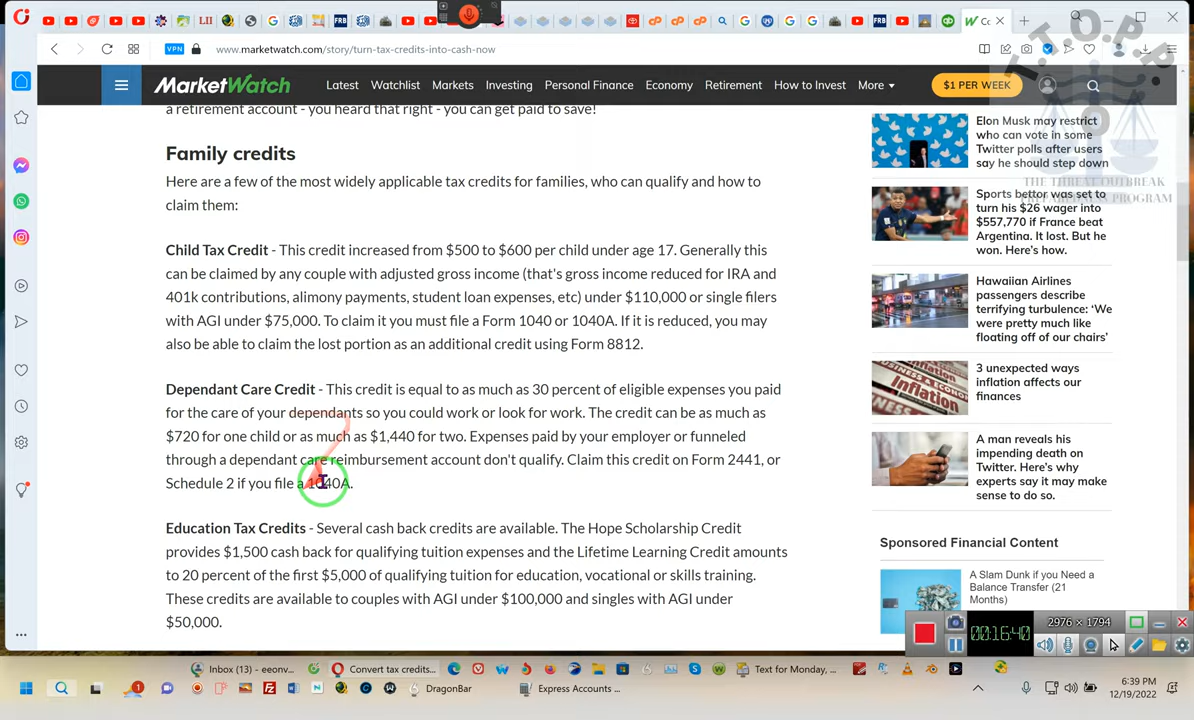 www.marketwatch.com/story/turn-tax-credits-into-cash-now
VPN
MarketWatch
Latest Watchlist Markets Investing Personal Finance Economy Retirement How to Invest More
$1 PER WEEK
T.T.O.P.P
THE THREAT OUTBREAK
PREPAREDNESS PROGRAM
a retirement account - you heard that right - you can get paid to save!
Family credits
Here are a few of the most widely applicable tax credits for families, who can qualify and how to
claim them:
Child Tax Credit - This credit increased from $500 to $600 per child under age 17. Generally this
can be claimed by any couple with adjusted gross income (that's gross income reduced for IRA and
401k contributions, alimony payments, student loan expenses, etc) under $110,000 or single filers
with AGI under $75,000. To claim it you must file a Form 1040 or 1040A. If it is reduced, you may
also be able to claim the lost portion as an additional credit using Form 8812.
Dependant Care Credit - This credit is equal to as much as 30 percent of eligible expenses you paid
for the care of your dependants so you could work or look for work. The credit can be as much as
$720 for one child or as much as $1,440 for two. Expenses paid by your employer or funneled
through a dependant care reimbursement account don't qualify. Claim this credit on Form 2441, or
Schedule 2 if you file a 1040A.
Education Tax Credits - Several cash back credits are available. The Hope Scholarship Credit
provides $1,500 cash back for qualifying tuition expenses and the Lifetime Learning Credit amounts
to 20 percent of the first $5,000 of qualifying tuition for education, vocational or skills training.
These credits are available to couples with AGI under $100,000 and singles with AGI under
$50,000.
Elon Musk may restrict
who can vote in some
Twitter polls after users
say he should step down
Sports bettor was set to
turn his $26 wager into
$557,770 if France beat
Argentina. It lost. But he
won. Here's how.
Hawaiian Airlines
passengers describe
terrifying turbulence: 'We
were pretty much like
floating off of our chairs'
3 unexpected ways
inflation affects our
finances
A man reveals his
impending death on
Twitter. Here's why
experts say it may make
sense to do so.
Sponsored Financial Content
A Slam Dunk if you Need a
Balance Transfer (21
Months)
00:16:40
2976 × 1794
Inbox (13) - eeonv...
Convert tax credits...
Text for Monday, ...
DragonBar
Express Accounts ...
6:39 PM
12/19/2022